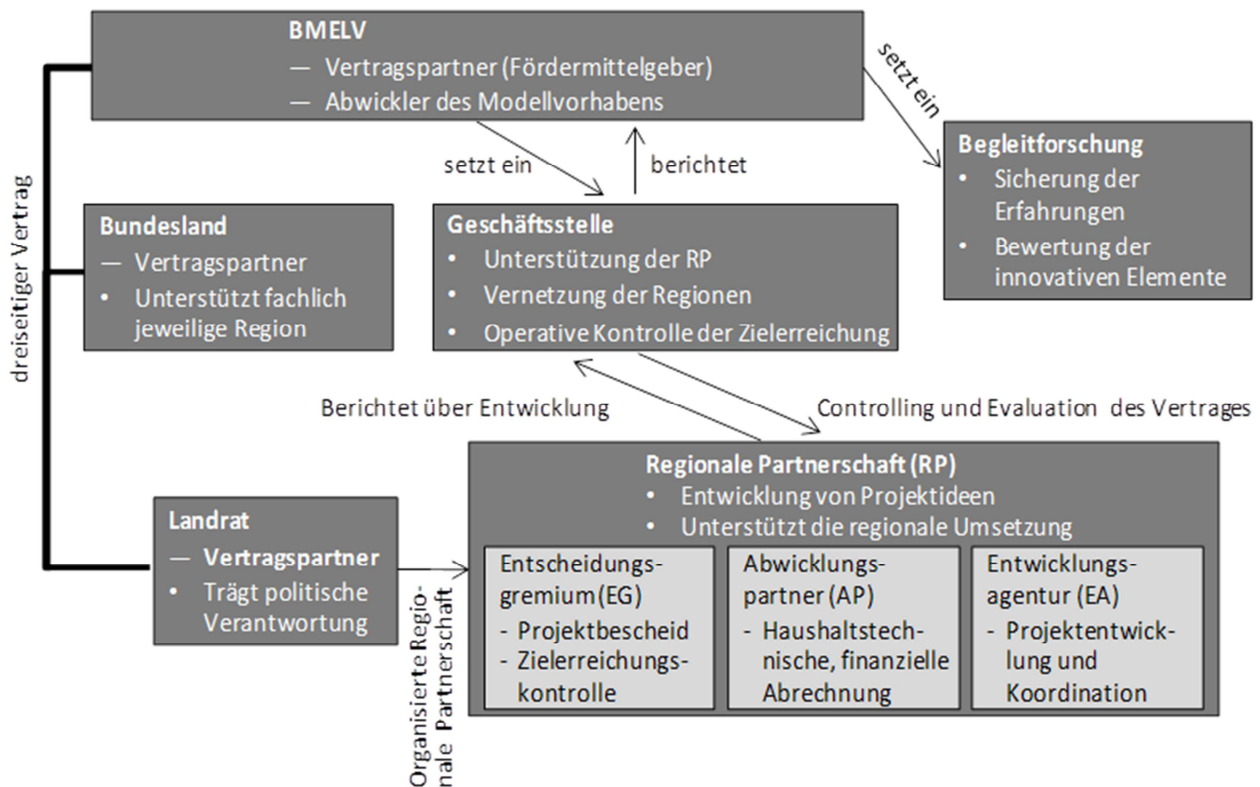 BMELV
— Vertragspartner (Fördermittelgeber)
— Abwickler des Modellvorhabens
setzt ein
Begleitforschung
• Sicherung der
Erfahrungen
• Bewertung der
innovativen Elemente
setzt ein
berichtet
dreiseitiger Vertrag
Bundesland
— Vertragspartner
• Unterstützt fachlich
jeweilige Region
Geschäftsstelle
• Unterstützung der RP
• Vernetzung der Regionen
• Operative Kontrolle der Zielerreichung
Berichtet über Entwicklung
Controlling und Evaluation des Vertrages
Landrat
— Vertragspartner
• Trägt politische
Verantwortung
Organisierte Regio-
nale Partnerschaft
Regionale Partnerschaft (RP)
• Entwicklung von Projektideen
• Unterstützt die regionale Umsetzung
Entscheidungs-
gremium (EG)
- Projektbescheid
- Zielerreichungs-
kontrolle
Abwicklungs-
partner (AP)
- Haushaltstech-
nische, finanzielle
Abrechnung
Entwicklungs-
agentur (EA)
- Projektentwick-
lung und
Koordination